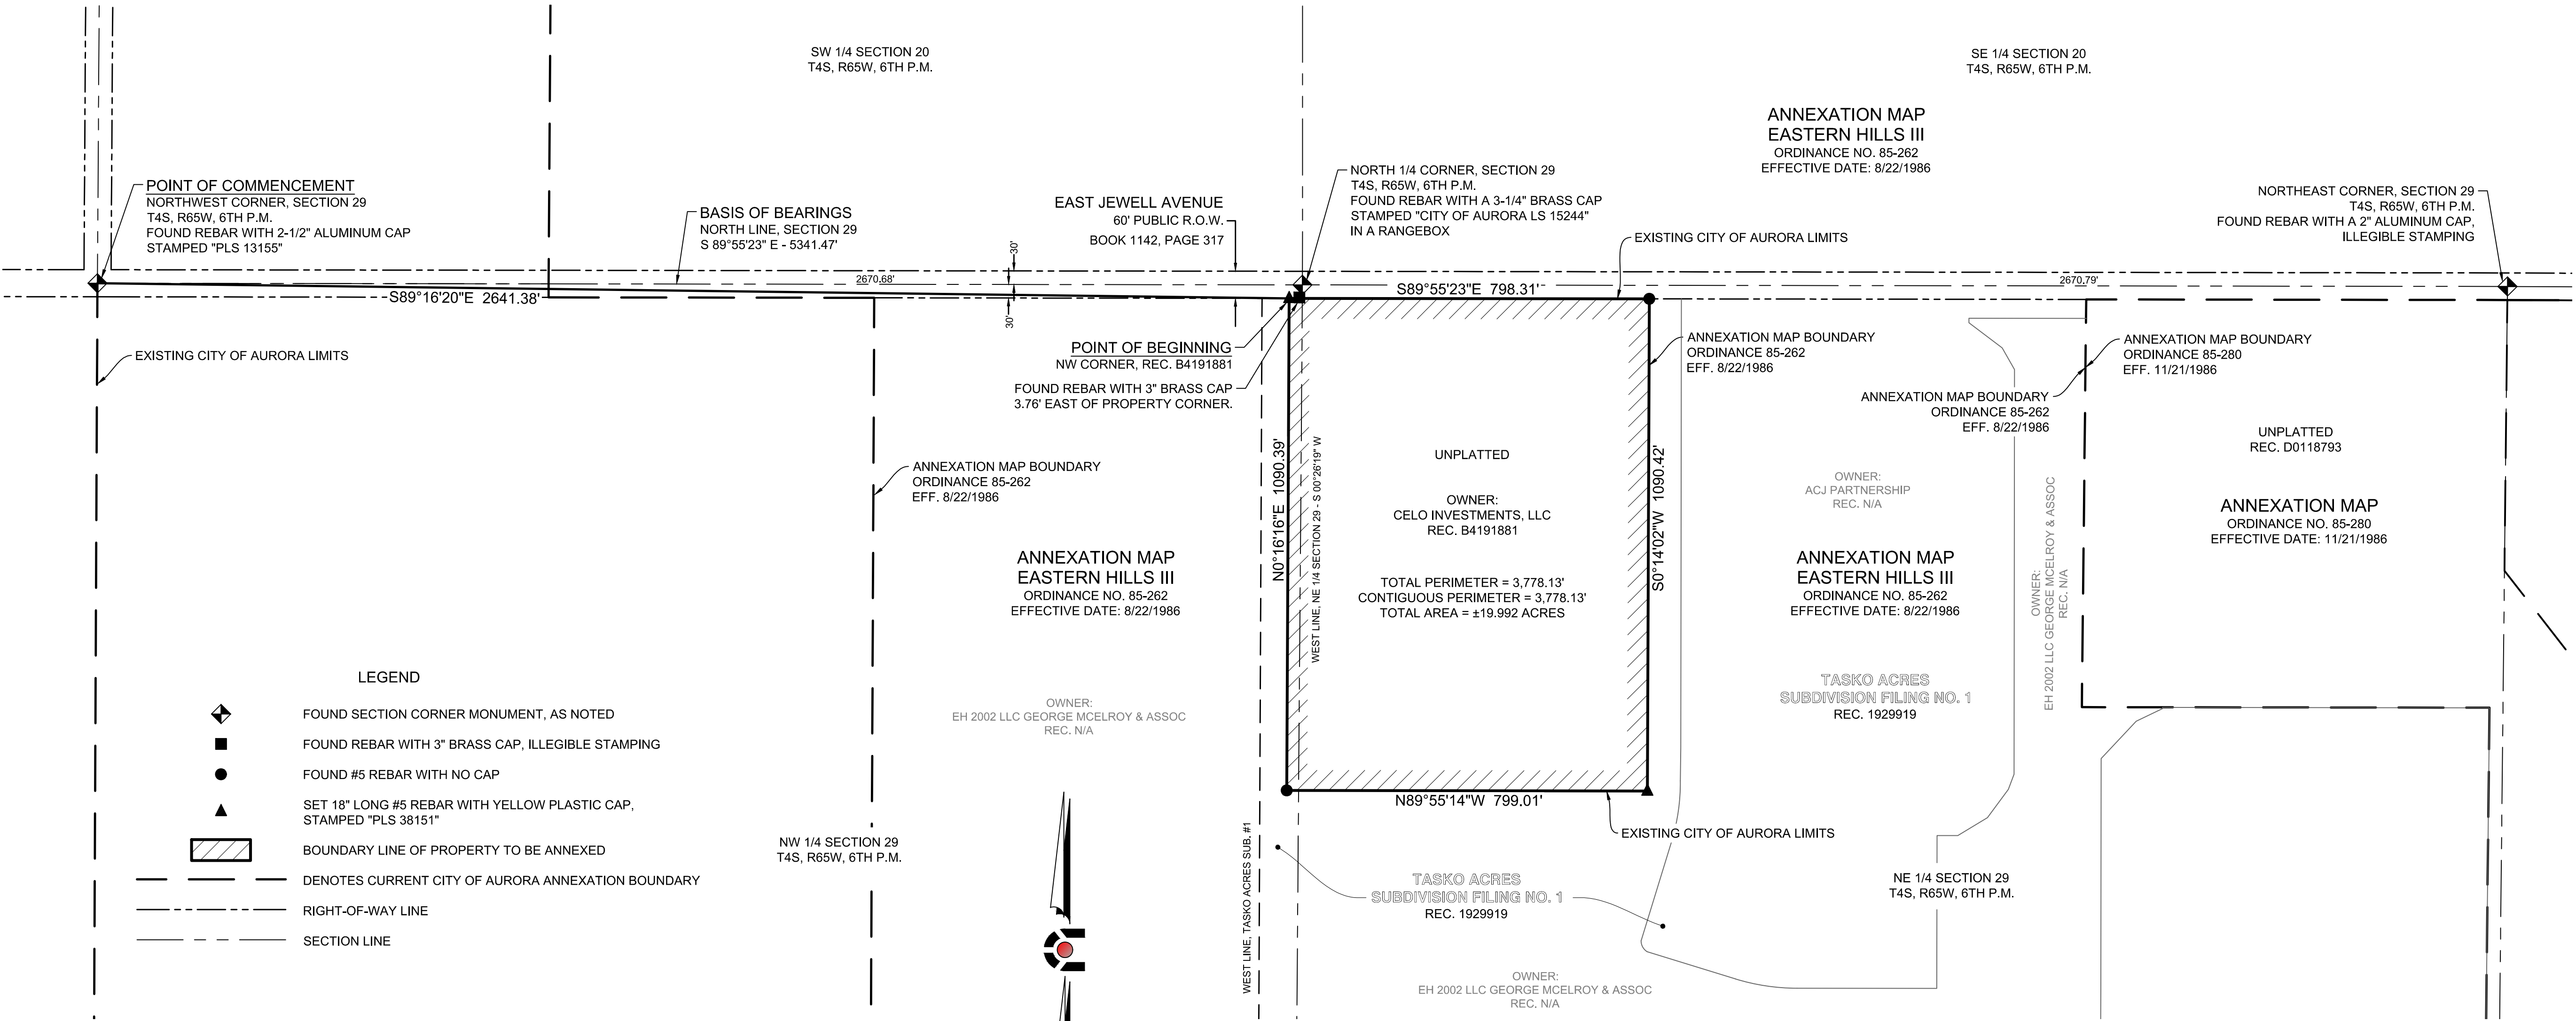 SW 1/4 SECTION 20
T4S, R65W, 6TH P.M.
SE 1/4 SECTION 20
T4S, R65W, 6TH P.M.
ANNEXATION MAP
EASTERN HILLS III
ORDINANCE NO. 85-262
EFFECTIVE DATE: 8/22/1986
POINT OF COMMENCEMENT
NORTHWEST CORNER, SECTION 29
T4S, R65W, 6TH P.M.
FOUND REBAR WITH 2-1/2" ALUMINUM CAP
STAMPED "PLS 13155"
BASIS OF BEARINGS
NORTH LINE, SECTION 29
S 89°55'23" E - 5341.47'
EAST JEWELL AVENUE
60' PUBLIC R.O.W.
BOOK 1142, PAGE 317
NORTH 1/4 CORNER, SECTION 29
T4S, R65W, 6TH P.M.
FOUND REBAR WITH A 3-1/4" BRASS CAP
STAMPED "CITY OF AURORA LS 15244"
IN A RANGEBOX
EXISTING CITY OF AURORA LIMITS
NORTHEAST CORNER, SECTION 29
T4S, R65W, 6TH P.M.
FOUND REBAR WITH A 2" ALUMINUM CAP,
ILLEGIBLE STAMPING
30'
30'
2670.68'
2670.79'
S89°16'20"E 2641.38'
S89°55'23"E 798.31'
EXISTING CITY OF AURORA LIMITS
POINT OF BEGINNING
NW CORNER, REC. B4191881
FOUND REBAR WITH 3" BRASS CAP
3.76' EAST OF PROPERTY CORNER.
ANNEXATION MAP BOUNDARY
ORDINANCE 85-262
EFF. 8/22/1986
ANNEXATION MAP BOUNDARY
ORDINANCE 85-280
EFF. 11/21/1986
ANNEXATION MAP BOUNDARY
ORDINANCE 85-262
EFF. 8/22/1986
UNPLATTED
REC. D0118793
ANNEXATION MAP
ORDINANCE NO. 85-280
EFFECTIVE DATE: 11/21/1986
ANNEXATION MAP BOUNDARY
ORDINANCE 85-262
EFF. 8/22/1986
N0°16'16"E 1090.39'
WEST LINE, NE 1/4 SECTION 29 - S 00°26'19" W
UNPLATTED
OWNER:
CELO INVESTMENTS, LLC
REC. B4191881
TOTAL PERIMETER = 3,778.13'
CONTIGUOUS PERIMETER = 3,778.13'
TOTAL AREA = ±19.992 ACRES
S0°14'02"W 1090.42'
OWNER:
ACJ PARTNERSHIP
REC. N/A
OWNER:
EH 2002 LLC GEORGE MCELROY & ASSOC
REC. N/A
ANNEXATION MAP
EASTERN HILLS III
ORDINANCE NO. 85-262
EFFECTIVE DATE: 8/22/1986
ANNEXATION MAP
EASTERN HILLS III
ORDINANCE NO. 85-262
EFFECTIVE DATE: 8/22/1986
TASKO ACRES
SUBDIVISION FILING NO. 1
REC. 1929919
OWNER:
EH 2002 LLC GEORGE MCELROY & ASSOC
REC. N/A
LEGEND
FOUND SECTION CORNER MONUMENT, AS NOTED
FOUND REBAR WITH 3" BRASS CAP, ILLEGIBLE STAMPING
FOUND #5 REBAR WITH NO CAP
SET 18" LONG #5 REBAR WITH YELLOW PLASTIC CAP,
STAMPED "PLS 38151"
BOUNDARY LINE OF PROPERTY TO BE ANNEXED
DENOTES CURRENT CITY OF AURORA ANNEXATION BOUNDARY
RIGHT-OF-WAY LINE
SECTION LINE
NW 1/4 SECTION 29
T4S, R65W, 6TH P.M.
N89°55'14"W 799.01'
EXISTING CITY OF AURORA LIMITS
WEST LINE, TASKO ACRES SUB. #1
TASKO ACRES
SUBDIVISION FILING NO. 1
REC. 1929919
NE 1/4 SECTION 29
T4S, R65W, 6TH P.M.
OWNER:
EH 2002 LLC GEORGE MCELROY & ASSOC
REC. N/A